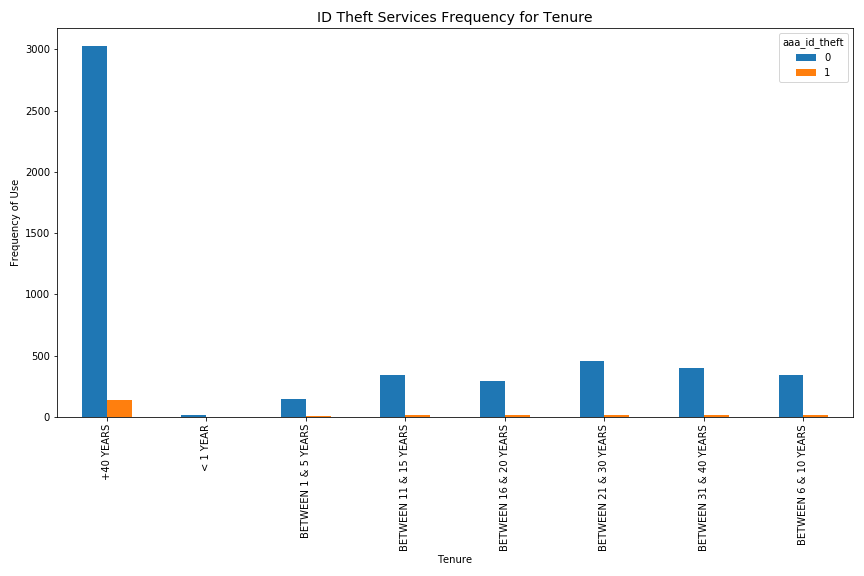 ID Theft Services Frequency for Tenure
aaa_id_theft
0
1
Frequency of Use
3000
2500
2000
1500
1000
500
0
+40 YEARS
< 1 YEAR
BETWEEN 1 & 5 YEARS
BETWEEN 11 & 15 YEARS
BETWEEN 16 & 20 YEARS
BETWEEN 21 & 30 YEARS
BETWEEN 31 & 40 YEARS
BETWEEN 6 & 10 YEARS
Tenure